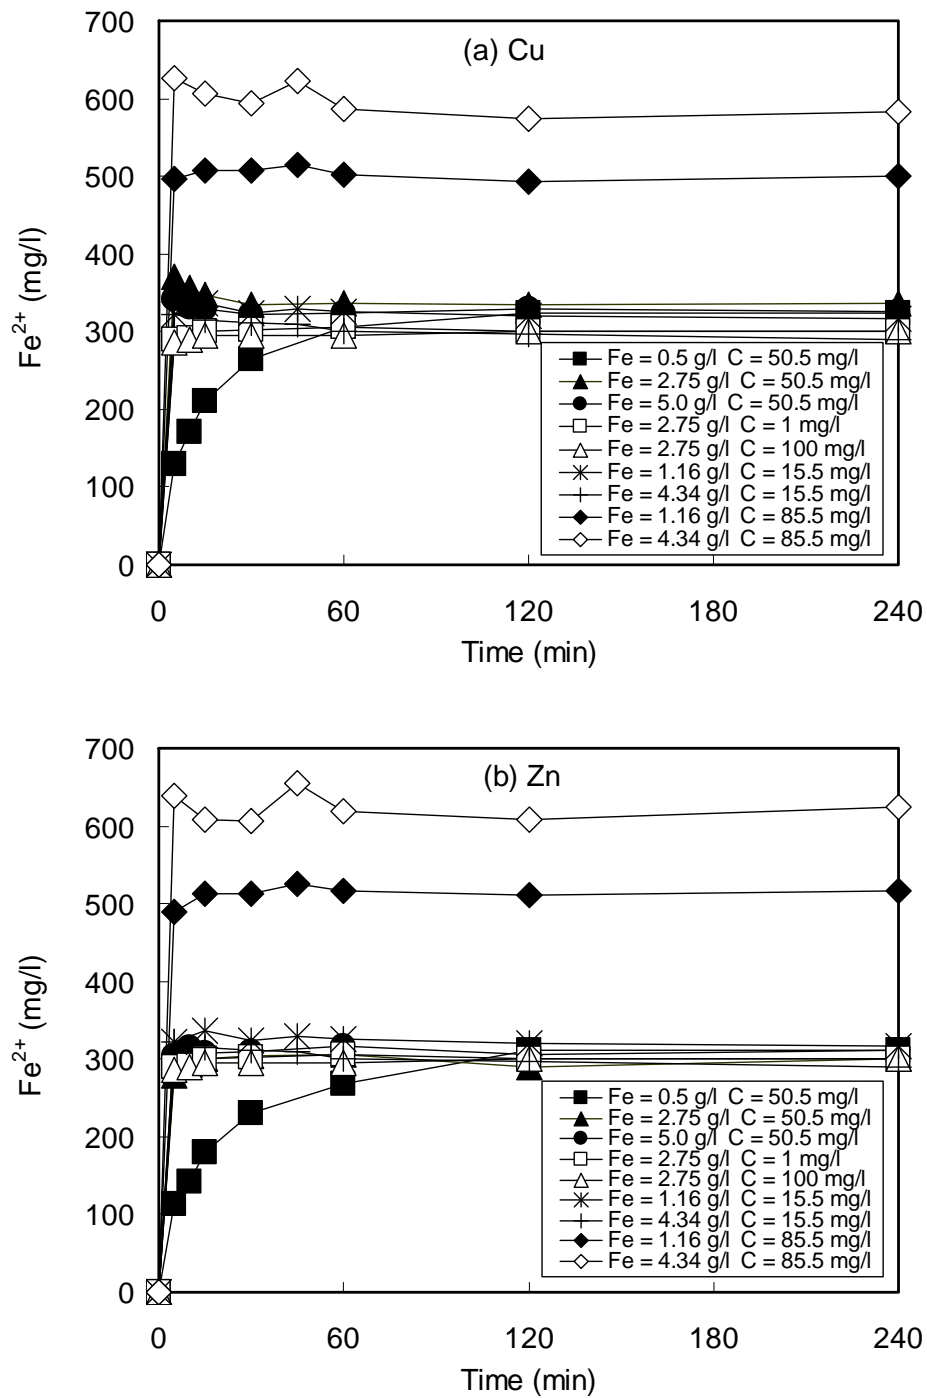 (a) Cu
700
600
500
400
300
200
100
0
Fe²⁺ (mg/l)
Fe = 0.5 g/l C = 50.5 mg/l
Fe = 2.75 g/l C = 50.5 mg/l
Fe = 5.0 g/l C = 50.5 mg/l
Fe = 2.75 g/l C = 1 mg/l
Fe = 2.75 g/l C = 100 mg/l
Fe = 1.16 g/l C = 15.5 mg/l
Fe = 4.34 g/l C = 15.5 mg/l
Fe = 1.16 g/l C = 85.5 mg/l
Fe = 4.34 g/l C = 85.5 mg/l
0 60 120 180 240
Time (min)
(b) Zn
700
600
500
400
300
200
100
0
Fe²⁺ (mg/l)
Fe = 0.5 g/l C = 50.5 mg/l
Fe = 2.75 g/l C = 50.5 mg/l
Fe = 5.0 g/l C = 50.5 mg/l
Fe = 2.75 g/l C = 1 mg/l
Fe = 2.75 g/l C = 100 mg/l
Fe = 1.16 g/l C = 15.5 mg/l
Fe = 4.34 g/l C = 15.5 mg/l
Fe = 1.16 g/l C = 85.5 mg/l
Fe = 4.34 g/l C = 85.5 mg/l
0 60 120 180 240
Time (min)